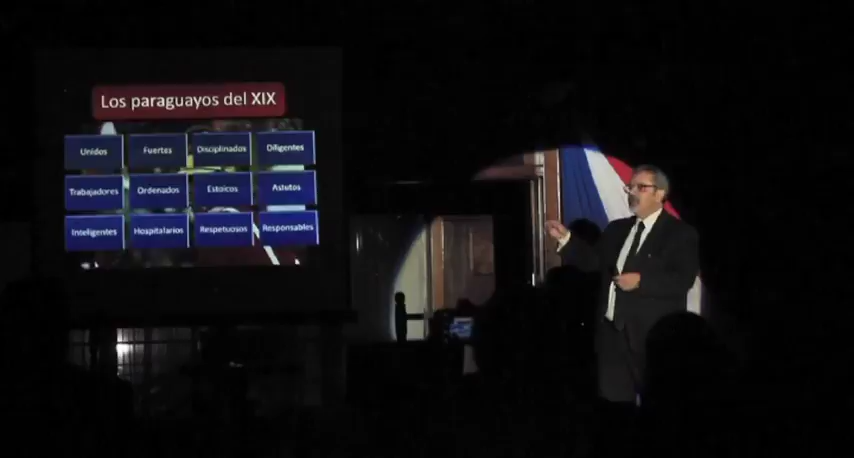 Los paraguayos del XIX
Unidos Fuertes Disciplinados Diligentes
Trabajadores Ordenados Estoicos Astutos
Inteligentes Hospitalarios Respetuosos Responsables